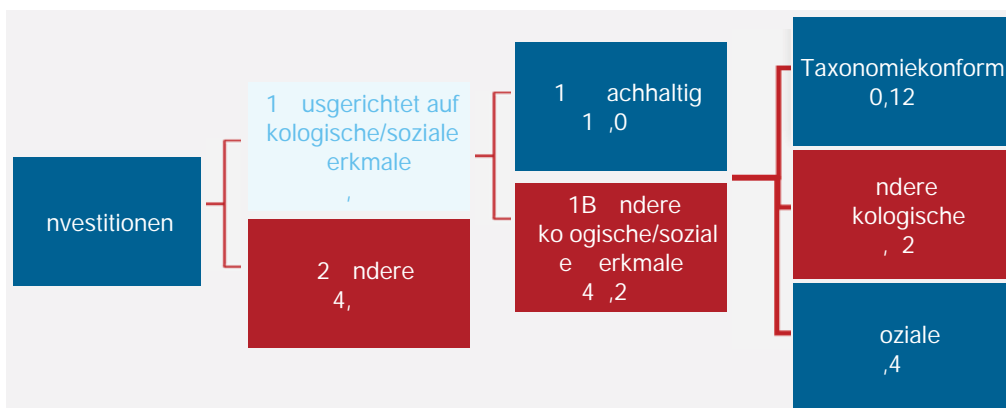 nvestitionen
1 usgerichtet auf
kologische/soziale
erkmale
,
2 ndere
4,
1 achhaltig
1 ,0
1B ndere
ko ogische/sozial
e erkmale
4 ,2
Taxonomiekonform
0,12
ndere
kologische
, 2
oziale
,4